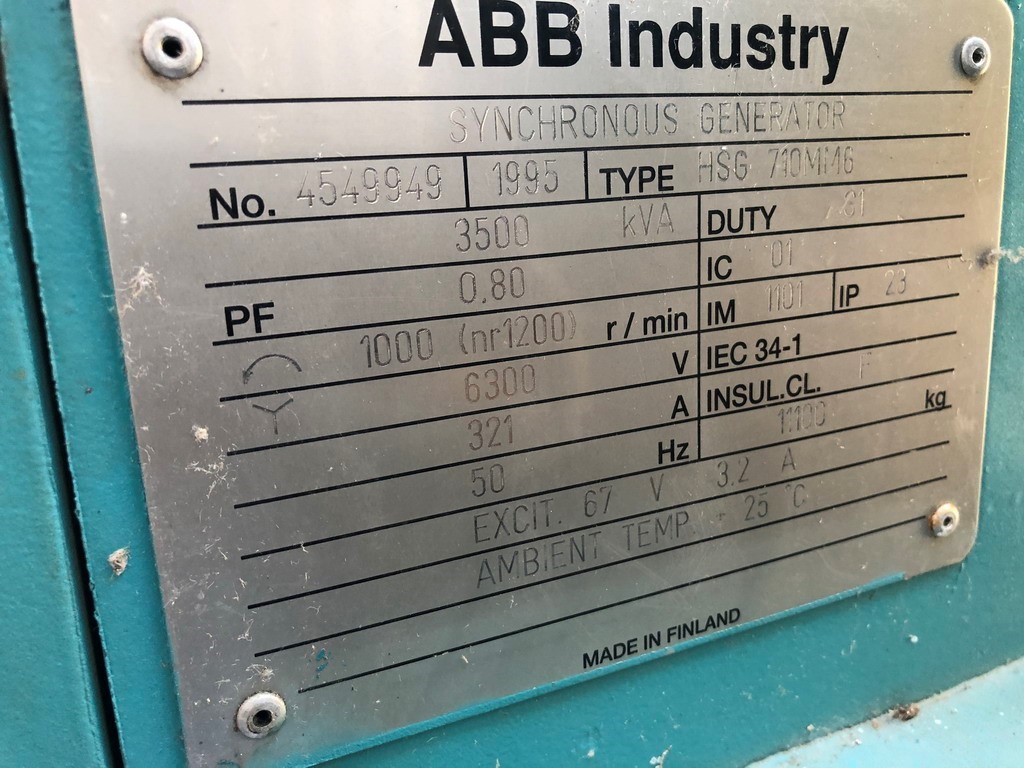 ABB Industry
SYNCHRONOUS GENERATOR
No. 4549949 1995 TYPE HSG 710MM6
3500 kVA DUTY S1
PF 0.80 IC 01
1000 (nr1200) r / min IM 1101 IP 23
6300 V IEC 34-1
321 A INSUL.CL. F
50 Hz 11100 kg
EXCIT. 67 V 3.2 A
AMBIENT TEMP. + 25 °C
MADE IN FINLAND